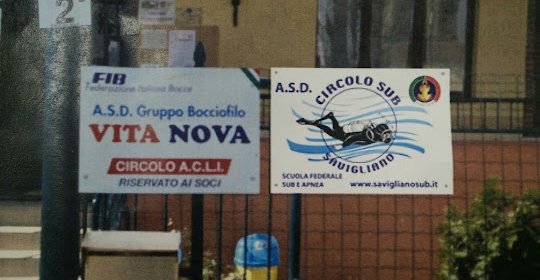 2
FIB
Federazione Italiana Bocce
A.S.D. Gruppo Bocciofilo
VITA NOVA
CIRCOLO A.C.L.I.
RISERVATO AI SOCI
A.S.D.
CIRCOLO SUB
SAVIGLIANO
SCUOLA FEDERALE
SUB E APNEA
www.saviglianosub.it